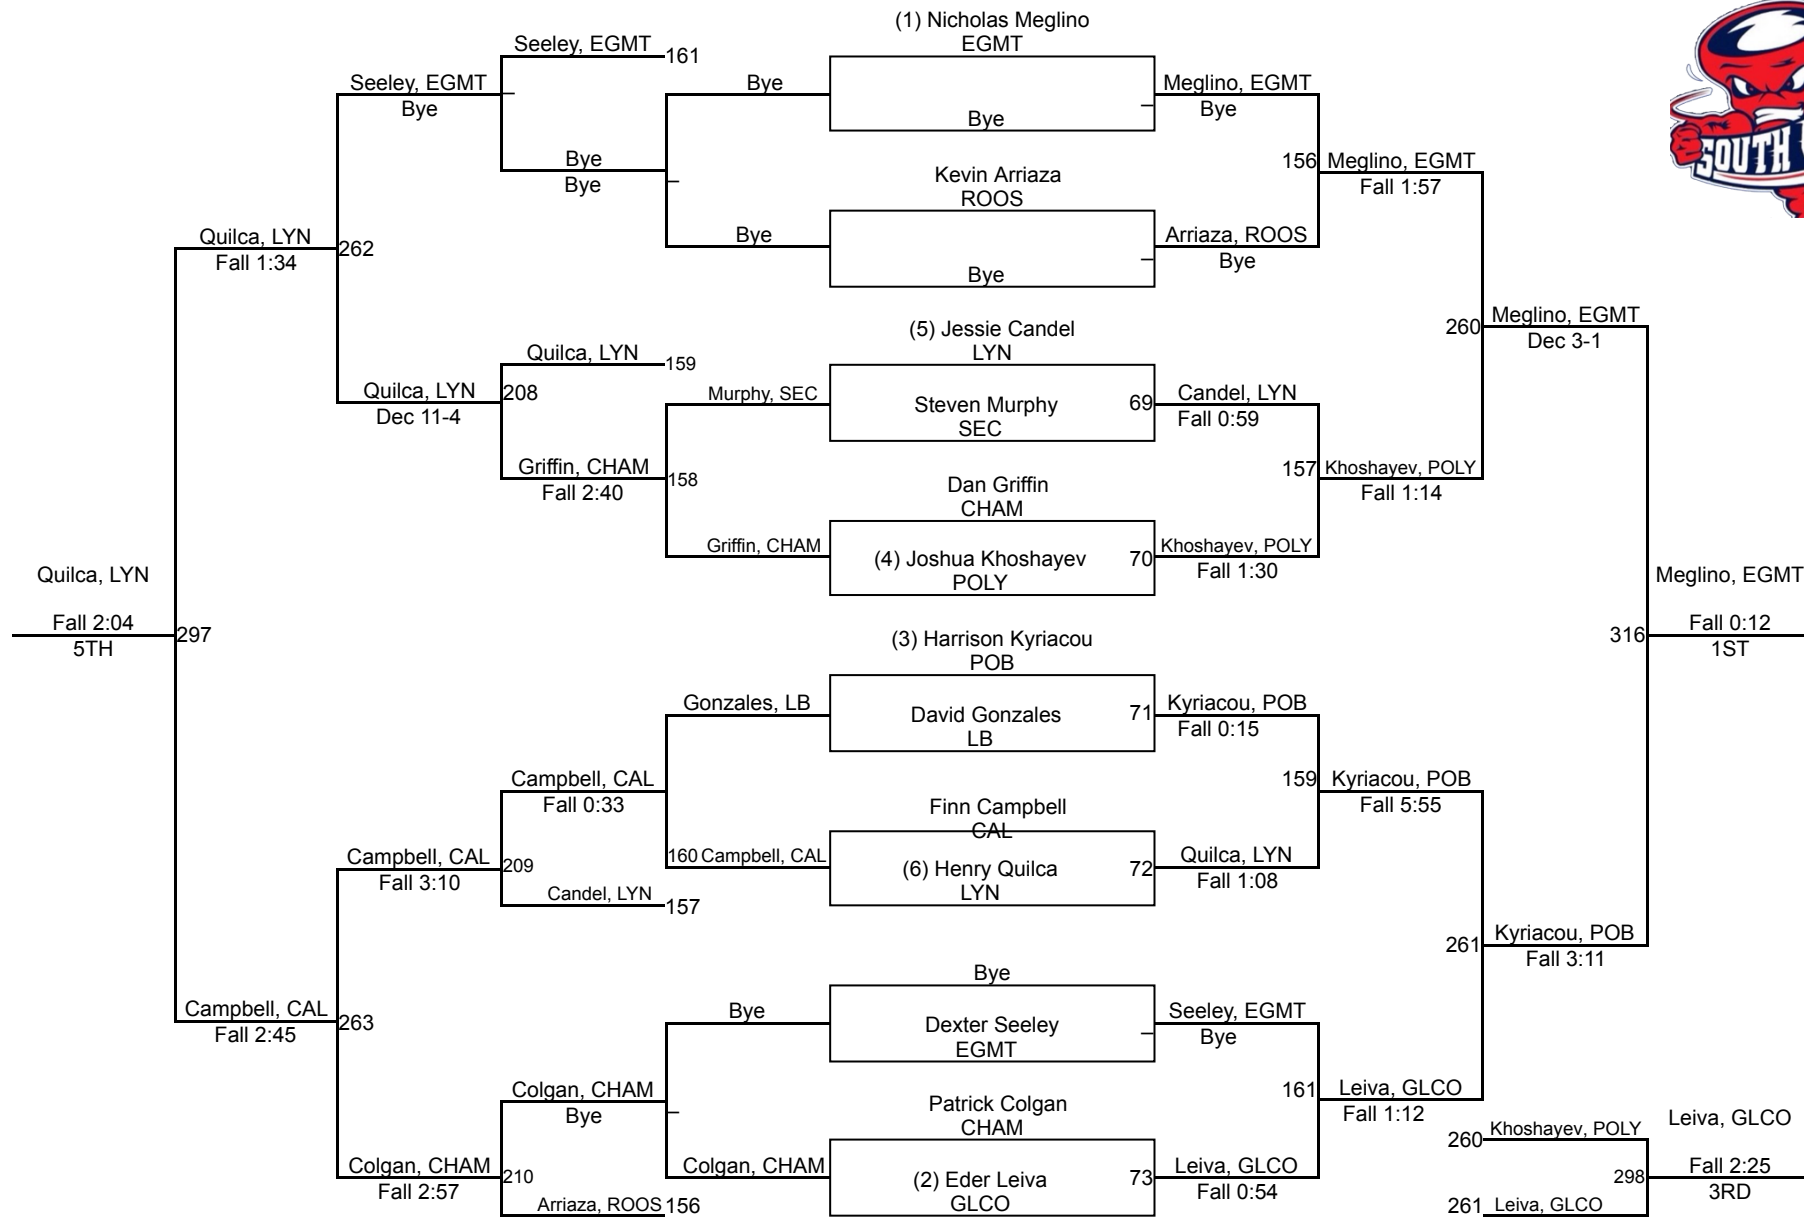 (1) Nicholas Meglino
EGMT
Bye
Kevin Arriaza
ROOS
Bye
(5) Jessie Candel
LYN
Steven Murphy
SEC
69
Dan Griffin
CHAM
(4) Joshua Khoshayev
POLY
70
(3) Harrison Kyriacou
POB
David Gonzales
LB
71
Finn Campbell
CAL
(6) Henry Quilca
LYN
72
Bye
Dexter Seeley
EGMT
Patrick Colgan
CHAM
(2) Eder Leiva
GLCO
73
Meglino, EGMT
Bye
Arriaza, ROOS
Bye
Candel, LYN
Fall 0:59
Khoshayev, POLY
Fall 1:30
Kyriacou, POB
Fall 0:15
Quilca, LYN
Fall 1:08
Seeley, EGMT
Bye
Leiva, GLCO
Fall 0:54
156
Meglino, EGMT
Fall 1:57
157
Khoshayev, POLY
Fall 1:14
159
Kyriacou, POB
Fall 5:55
161
Leiva, GLCO
Fall 1:12
260
Meglino, EGMT
Dec 3-1
261
Kyriacou, POB
Fall 3:11
316
Meglino, EGMT
Fall 0:12
1ST
260
Khoshayev, POLY
261
Leiva, GLCO
298
Leiva, GLCO
Fall 2:25
3RD
Bye
Bye
Murphy, SEC
Griffin, CHAM
Gonzales, LB
160 Campbell, CAL
Bye
Colgan, CHAM
Seeley, EGMT
161
Bye
Bye
Quilca, LYN
159
Griffin, CHAM
158
Fall 2:40
Campbell, CAL
Fall 0:33
Candel, LYN
157
Colgan, CHAM
Bye
Arriaza, ROOS 156
Seeley, EGMT
Bye
Quilca, LYN
208
Dec 11-4
Campbell, CAL
209
Fall 3:10
Colgan, CHAM
210
Fall 2:57
Quilca, LYN
262
Fall 1:34
Campbell, CAL
263
Fall 2:45
Quilca, LYN
Fall 2:04
297
5TH
THE
SOUTH